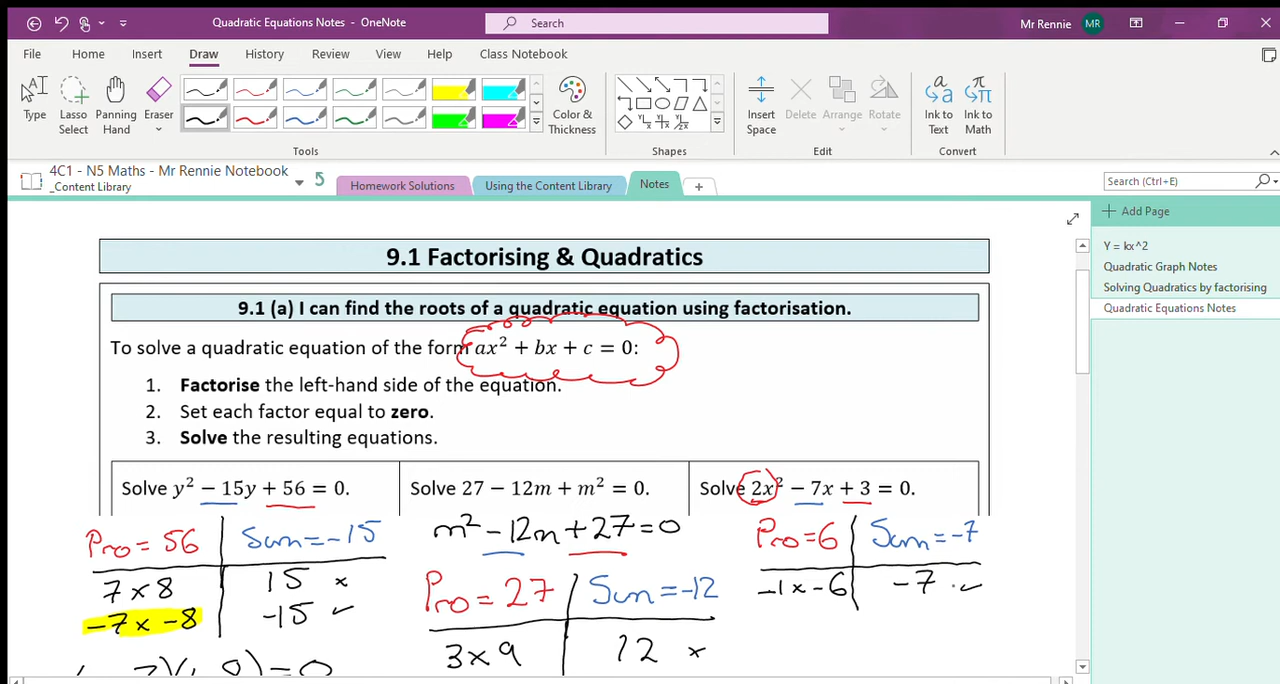 Quadratic Equations Notes - OneNote
Search
Mr Rennie
MR
File Home Insert Draw History Review View Help Class Notebook
Type
Lasso Select
Panning Hand
Eraser
Color & Thickness
Insert Space
Delete
Arrange
Rotate
Ink to Text
Ink to Math
Tools
Shapes
Edit
Convert
4C1 - N5 Maths - Mr Rennie Notebook
_Content Library
Homework Solutions
Using the Content Library
Notes
Search (Ctrl+E)
Add Page
Y = kx^2
Quadratic Graph Notes
Solving Quadratics by factorising
Quadratic Equations Notes
9.1 Factorising & Quadratics
9.1 (a) I can find the roots of a quadratic equation using factorisation.
To solve a quadratic equation of the form ax² + bx + c = 0:
1. Factorise the left-hand side of the equation.
2. Set each factor equal to zero.
3. Solve the resulting equations.
Solve y² − 15y + 56 = 0.
Pro = 56 Sum = -15
7 x 8 15 x
-7 x -8 -15 ✓
Solve 27 − 12m + m² = 0.
m² - 12m + 27 = 0
Pro = 27 Sum = -12
3 x 9 12 x
Solve 2x² − 7x + 3 = 0.
Pro = 6 Sum = -7
-1 x -6 -7 ✓